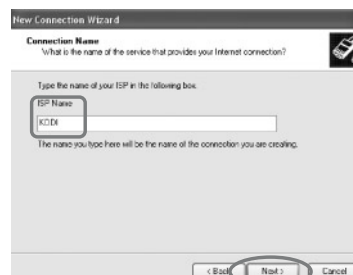 New Connection Wizard
Connection Name
What is the name of the service that provides your Internet connection?
Type the name of your ISP in the following box.
ISP Name
KDDI
The name you type here will be the name of the connection you are creating.
< Back Next > Cancel